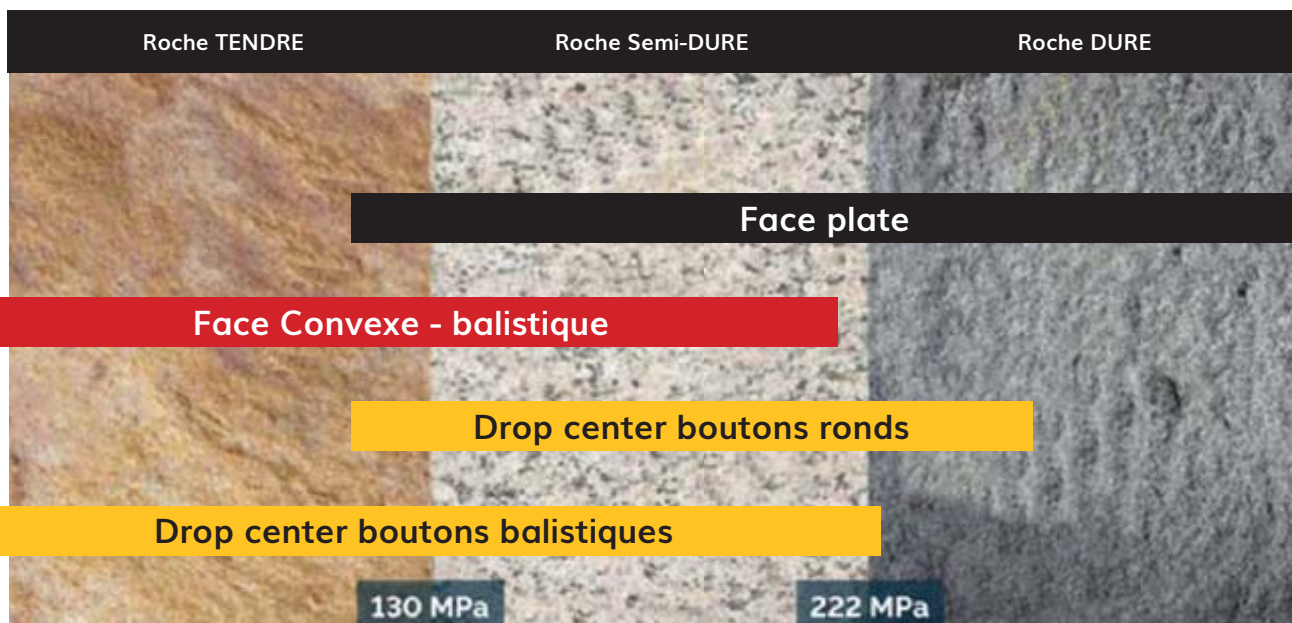 Roche TENDRE
Roche Semi-DURE
Roche DURE
Face plate
Face Convexe - balistique
Drop center boutons ronds
Drop center boutons balistiques
130 MPa
222 MPa